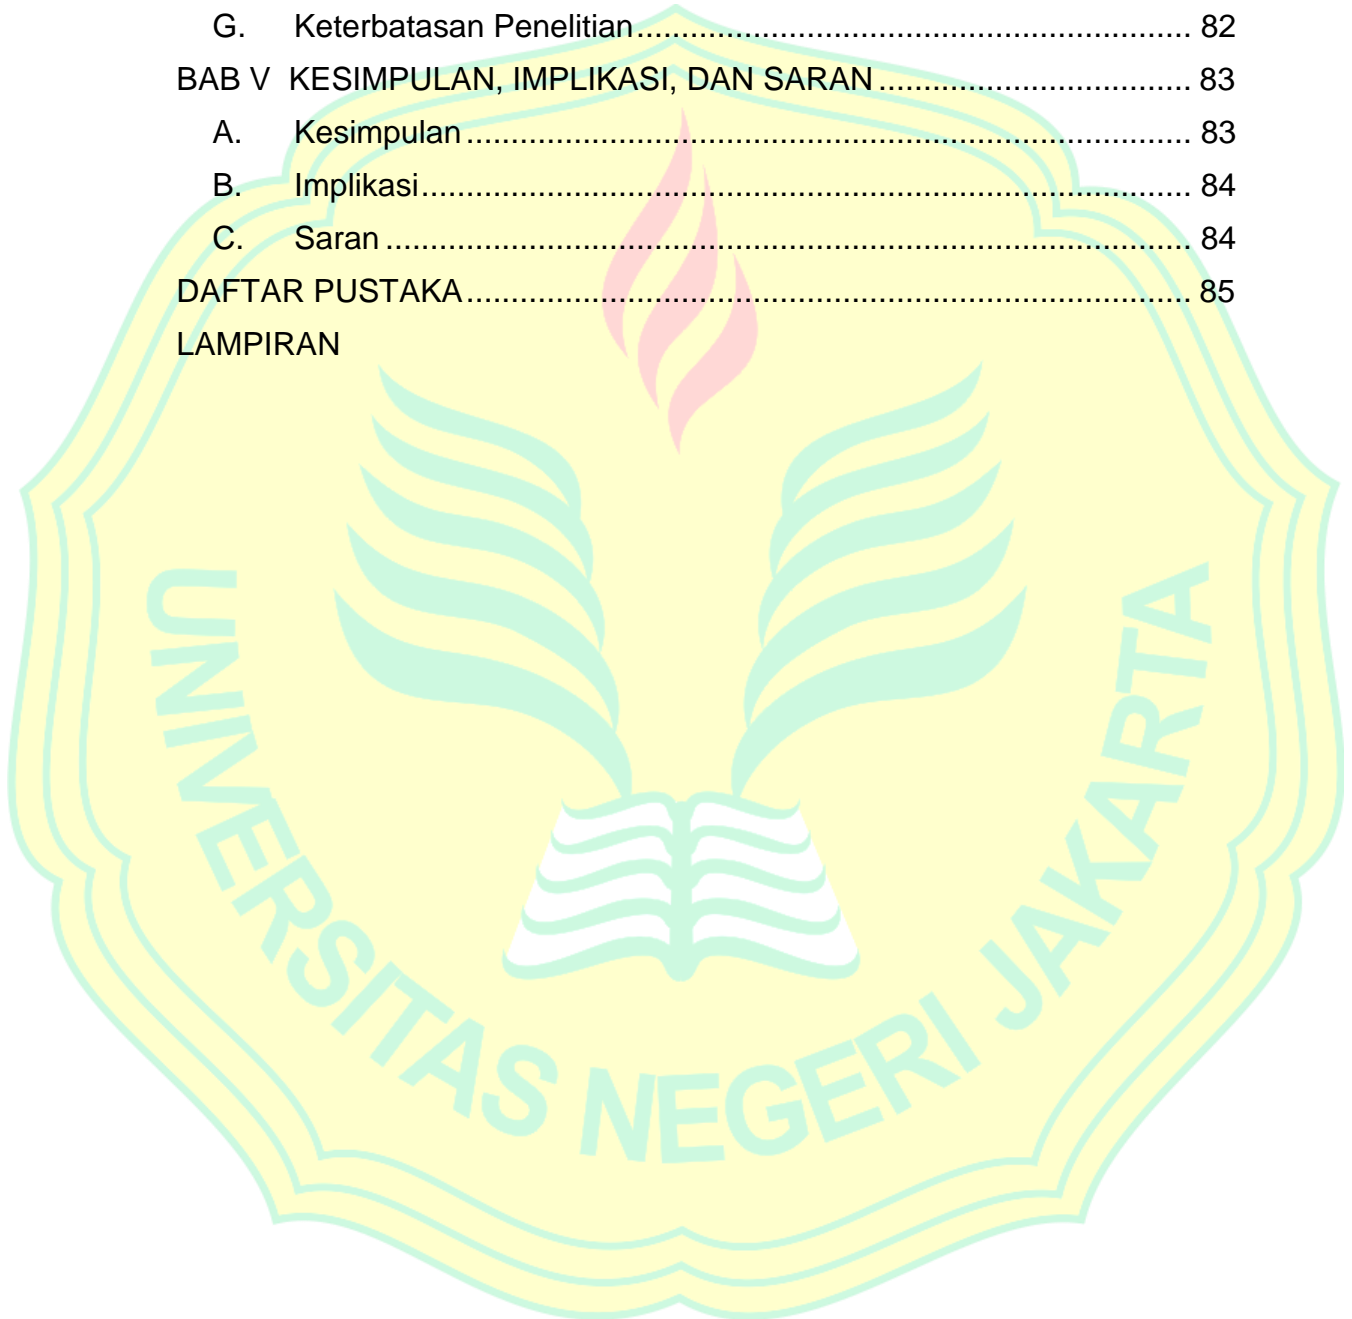 G. Keterbatasan Penelitian.............................................................. 82
BAB V KESIMPULAN, IMPLIKASI, DAN SARAN ................................... 83
A. Kesimpulan ................................................................................. 83
B. Implikasi...................................................................................... 84
C. Saran .......................................................................................... 84
DAFTAR PUSTAKA................................................................................. 85
LAMPIRAN
UNIVERSITAS NEGERI JAKARTA